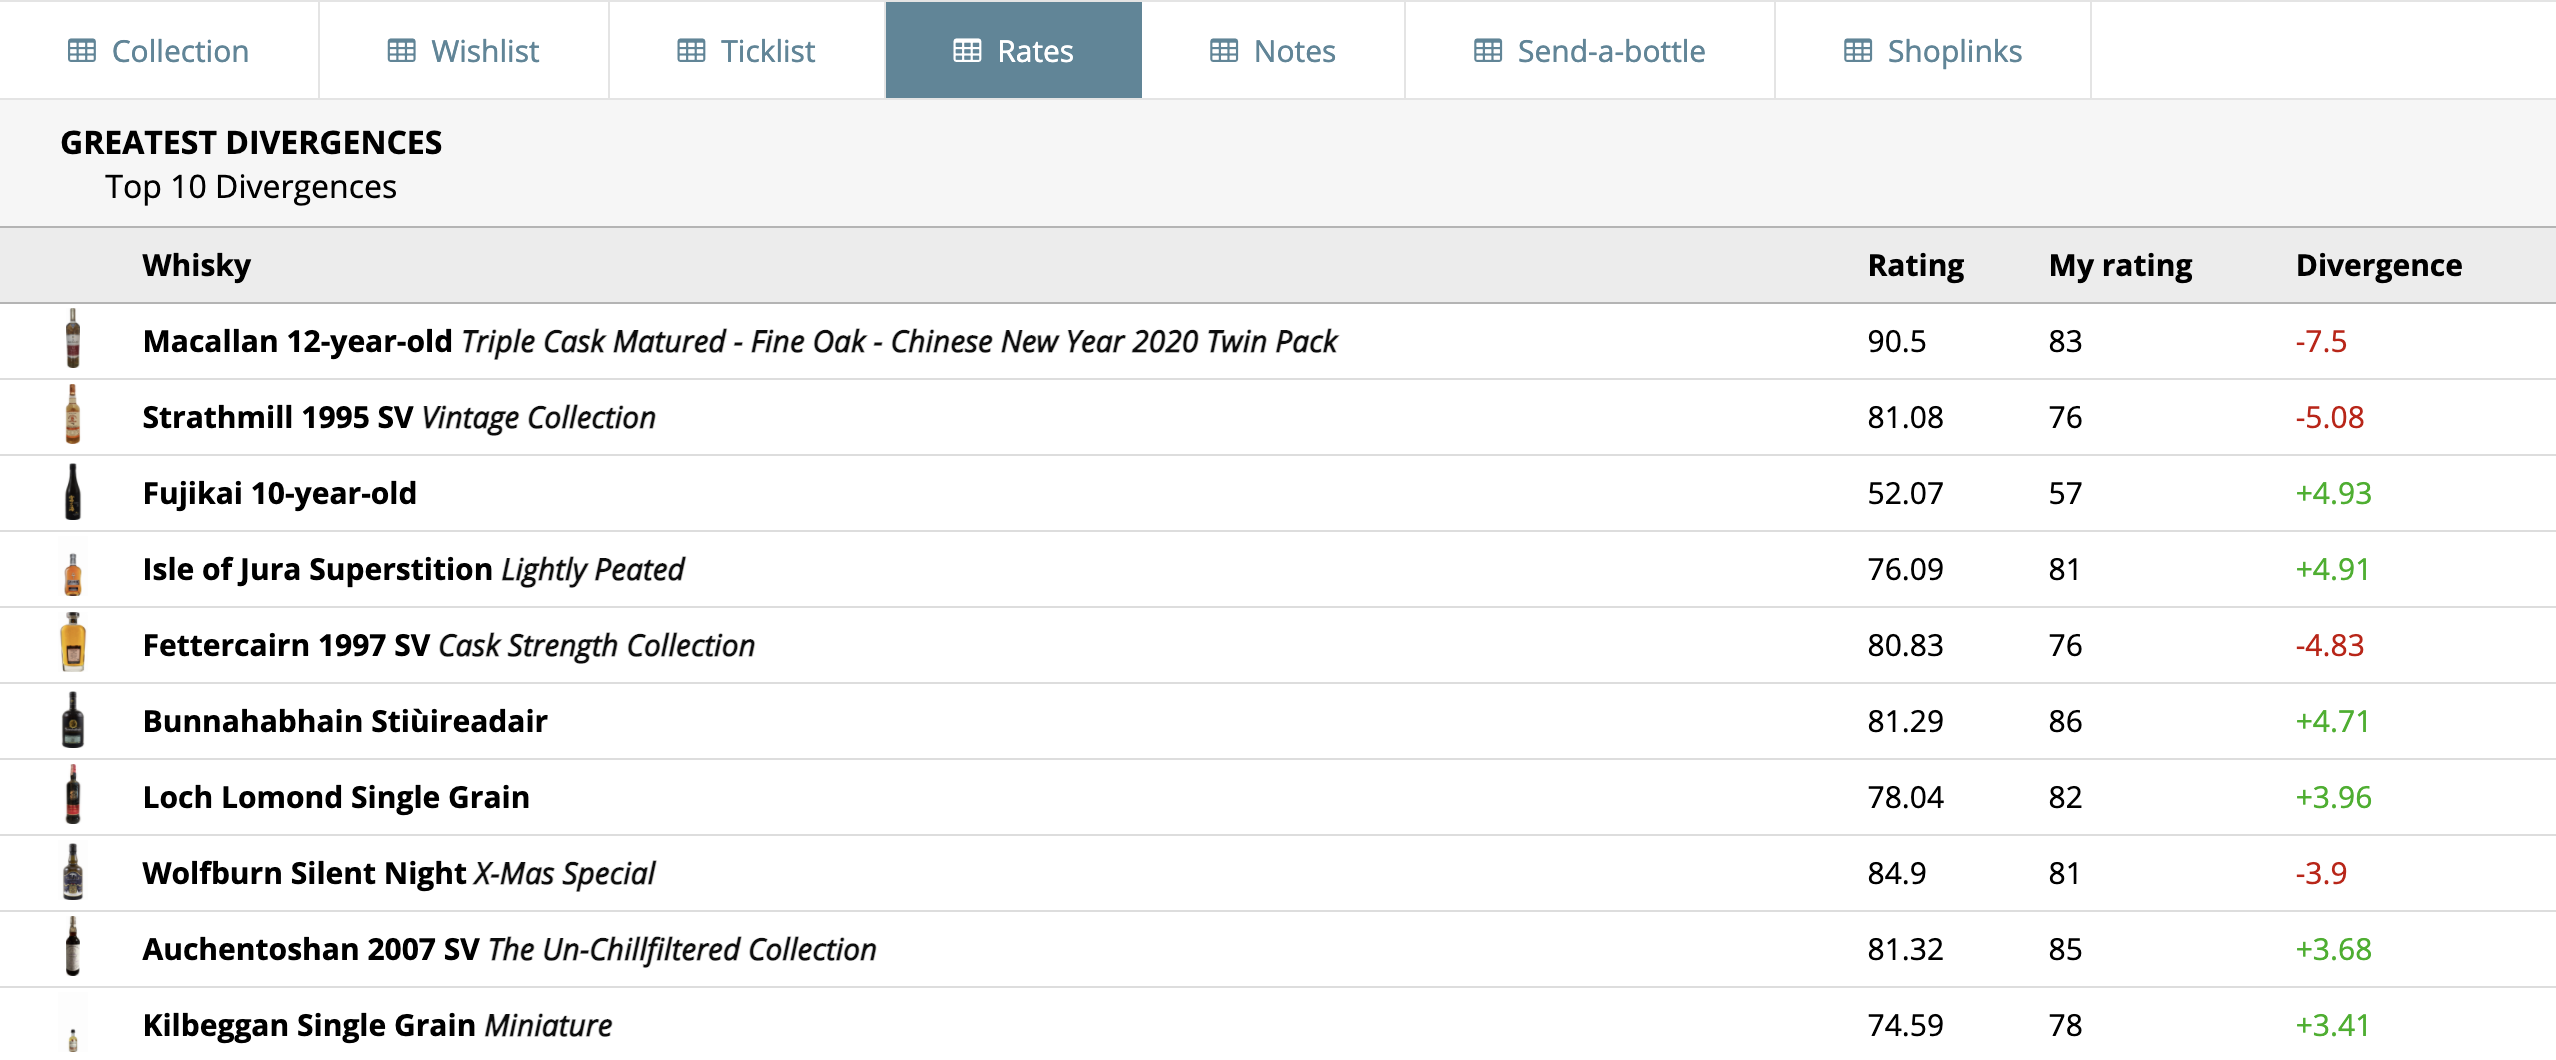 Collection Wishlist Ticklist Rates Notes Send-a-bottle Shoplinks
GREATEST DIVERGENCES
Top 10 Divergences
Whisky Rating My rating Divergence
Macallan 12-year-old Triple Cask Matured - Fine Oak - Chinese New Year 2020 Twin Pack 90.5 83 -7.5
Strathmill 1995 SV Vintage Collection 81.08 76 -5.08
Fujikai 10-year-old 52.07 57 +4.93
Isle of Jura Superstition Lightly Peated 76.09 81 +4.91
Fettercairn 1997 SV Cask Strength Collection 80.83 76 -4.83
Bunnahabhain Stiùireadair 81.29 86 +4.71
Loch Lomond Single Grain 78.04 82 +3.96
Wolfburn Silent Night X-Mas Special 84.9 81 -3.9
Auchentoshan 2007 SV The Un-Chillfiltered Collection 81.32 85 +3.68
Kilbeggan Single Grain Miniature 74.59 78 +3.41